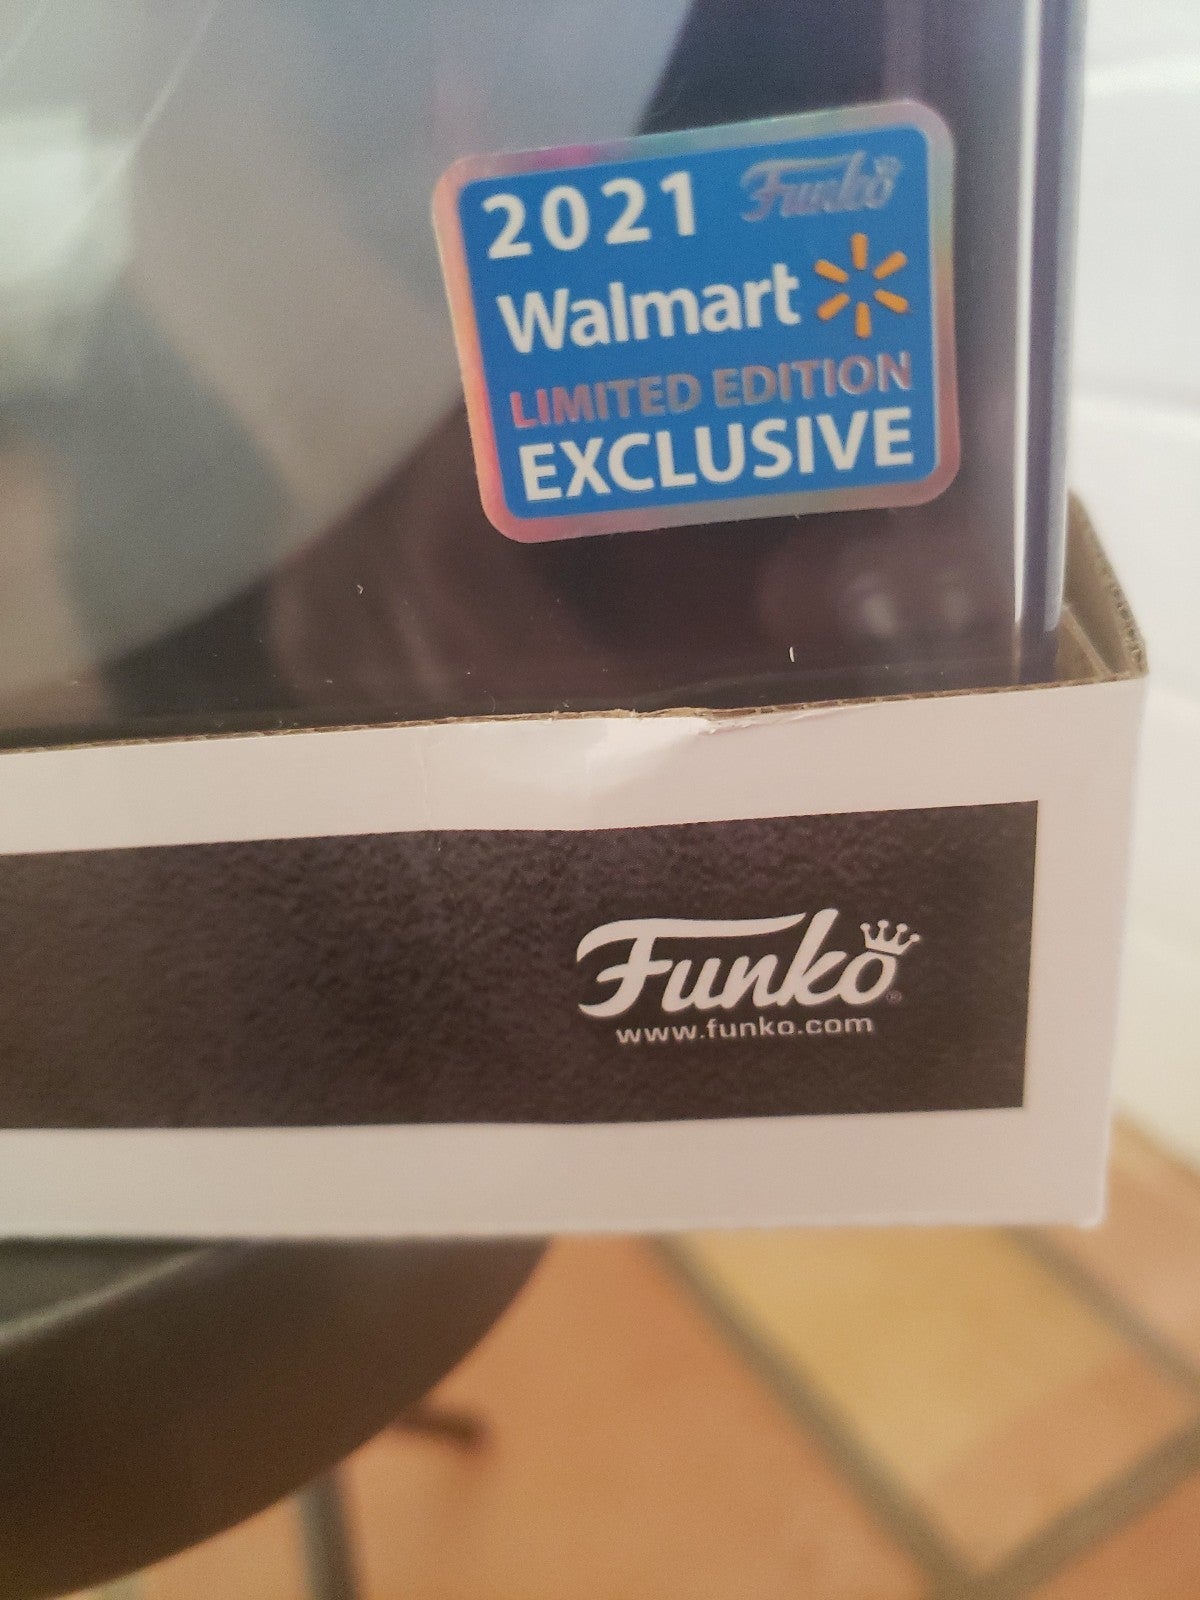 2021 Funko
Walmart
LIMITED EDITION
EXCLUSIVE
Funko®
www.funko.com